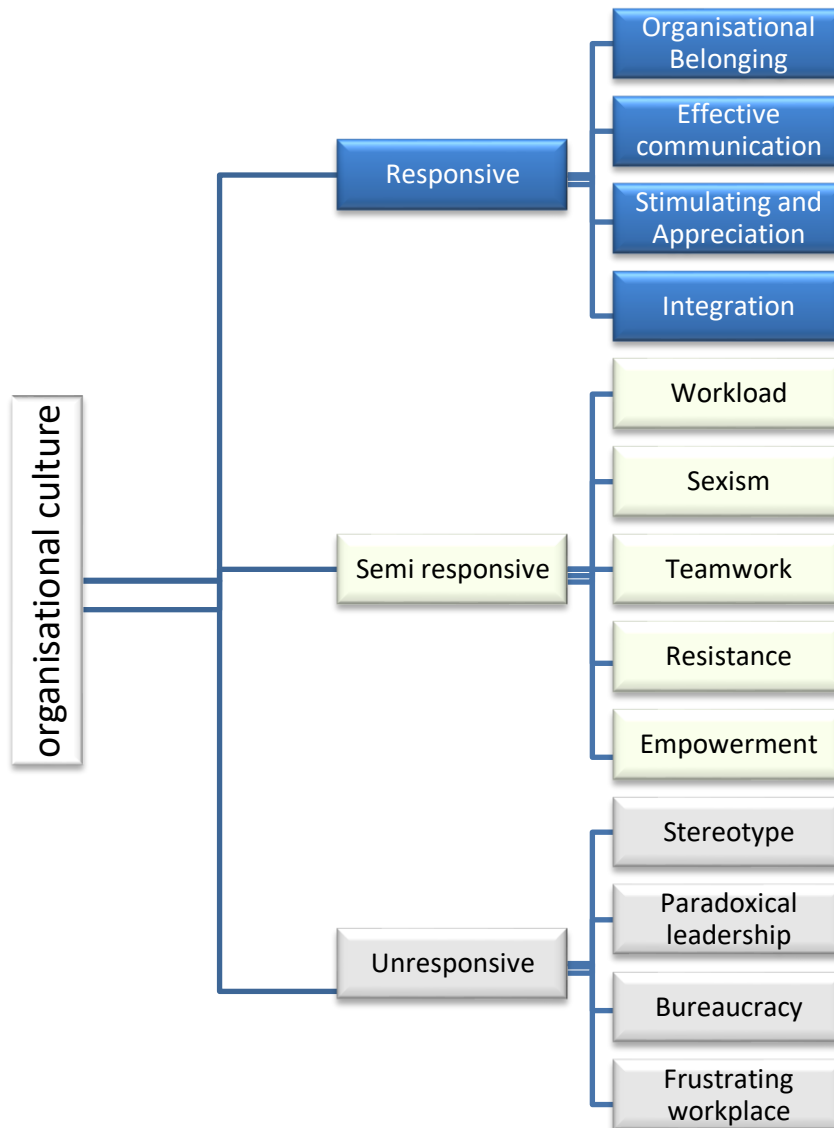 organisational culture
Responsive
Organisational
Belonging
Effective
communication
Stimulating and
Appreciation
Integration
Semi responsive
Workload
Sexism
Teamwork
Resistance
Empowerment
Unresponsive
Stereotype
Paradoxical
leadership
Bureaucracy
Frustrating
workplace